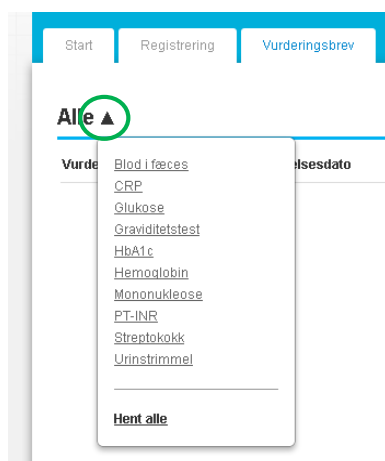 Start Registrering Vurderingsbrev
Alle ▲
Vurde elsesdato
Blod i fæces
CRP
Glukose
Graviditetstest
HbA1c
Hemoglobin
Mononukleose
PT-INR
Streptokokk
Urinstrimmel
Hent alle